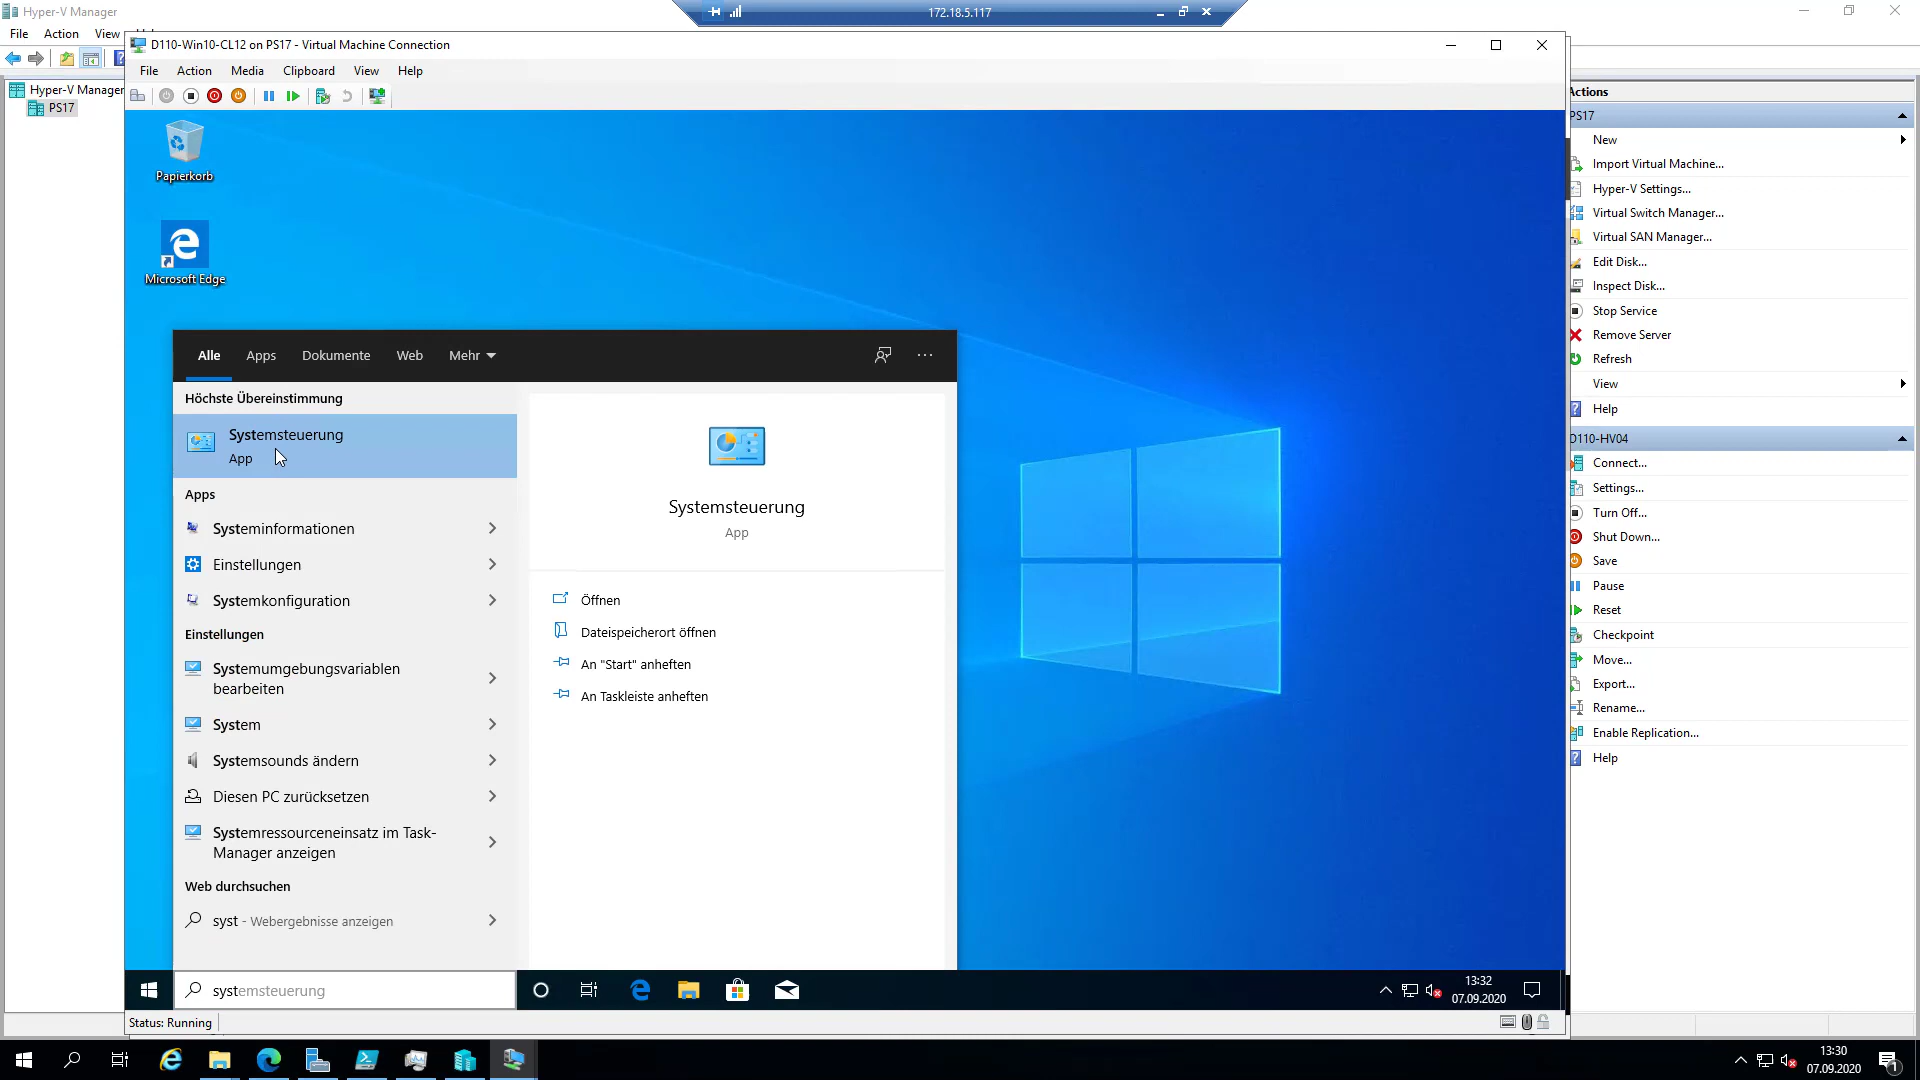 Hyper-V Manager
172.18.5.117
File Action View
D110-Win10-CL12 on PS17 - Virtual Machine Connection
File Action Media Clipboard View Help
Hyper-V Manager
PS17
Papierkorb
Microsoft Edge
Alle Apps Dokumente Web Mehr
Höchste Übereinstimmung
Systemsteuerung
App
Apps
Systeminformationen
Einstellungen
Systemkonfiguration
Einstellungen
Systemumgebungsvariablen
bearbeiten
System
Systemsounds ändern
Diesen PC zurücksetzen
Systemressourceneinsatz im Task-
Manager anzeigen
Web durchsuchen
syst - Webergebnisse anzeigen
Systemsteuerung
App
Öffnen
Dateispeicherort öffnen
An "Start" anheften
An Taskleiste anheften
systemsteuerung
13:32
07.09.2020
Status: Running
Actions
PS17
New
Import Virtual Machine...
Hyper-V Settings...
Virtual Switch Manager...
Virtual SAN Manager...
Edit Disk...
Inspect Disk...
Stop Service
Remove Server
Refresh
View
Help
D110-HV04
Connect...
Settings...
Turn Off...
Shut Down...
Save
Pause
Reset
Checkpoint
Move...
Export...
Rename...
Enable Replication...
Help
13:30
07.09.2020
1